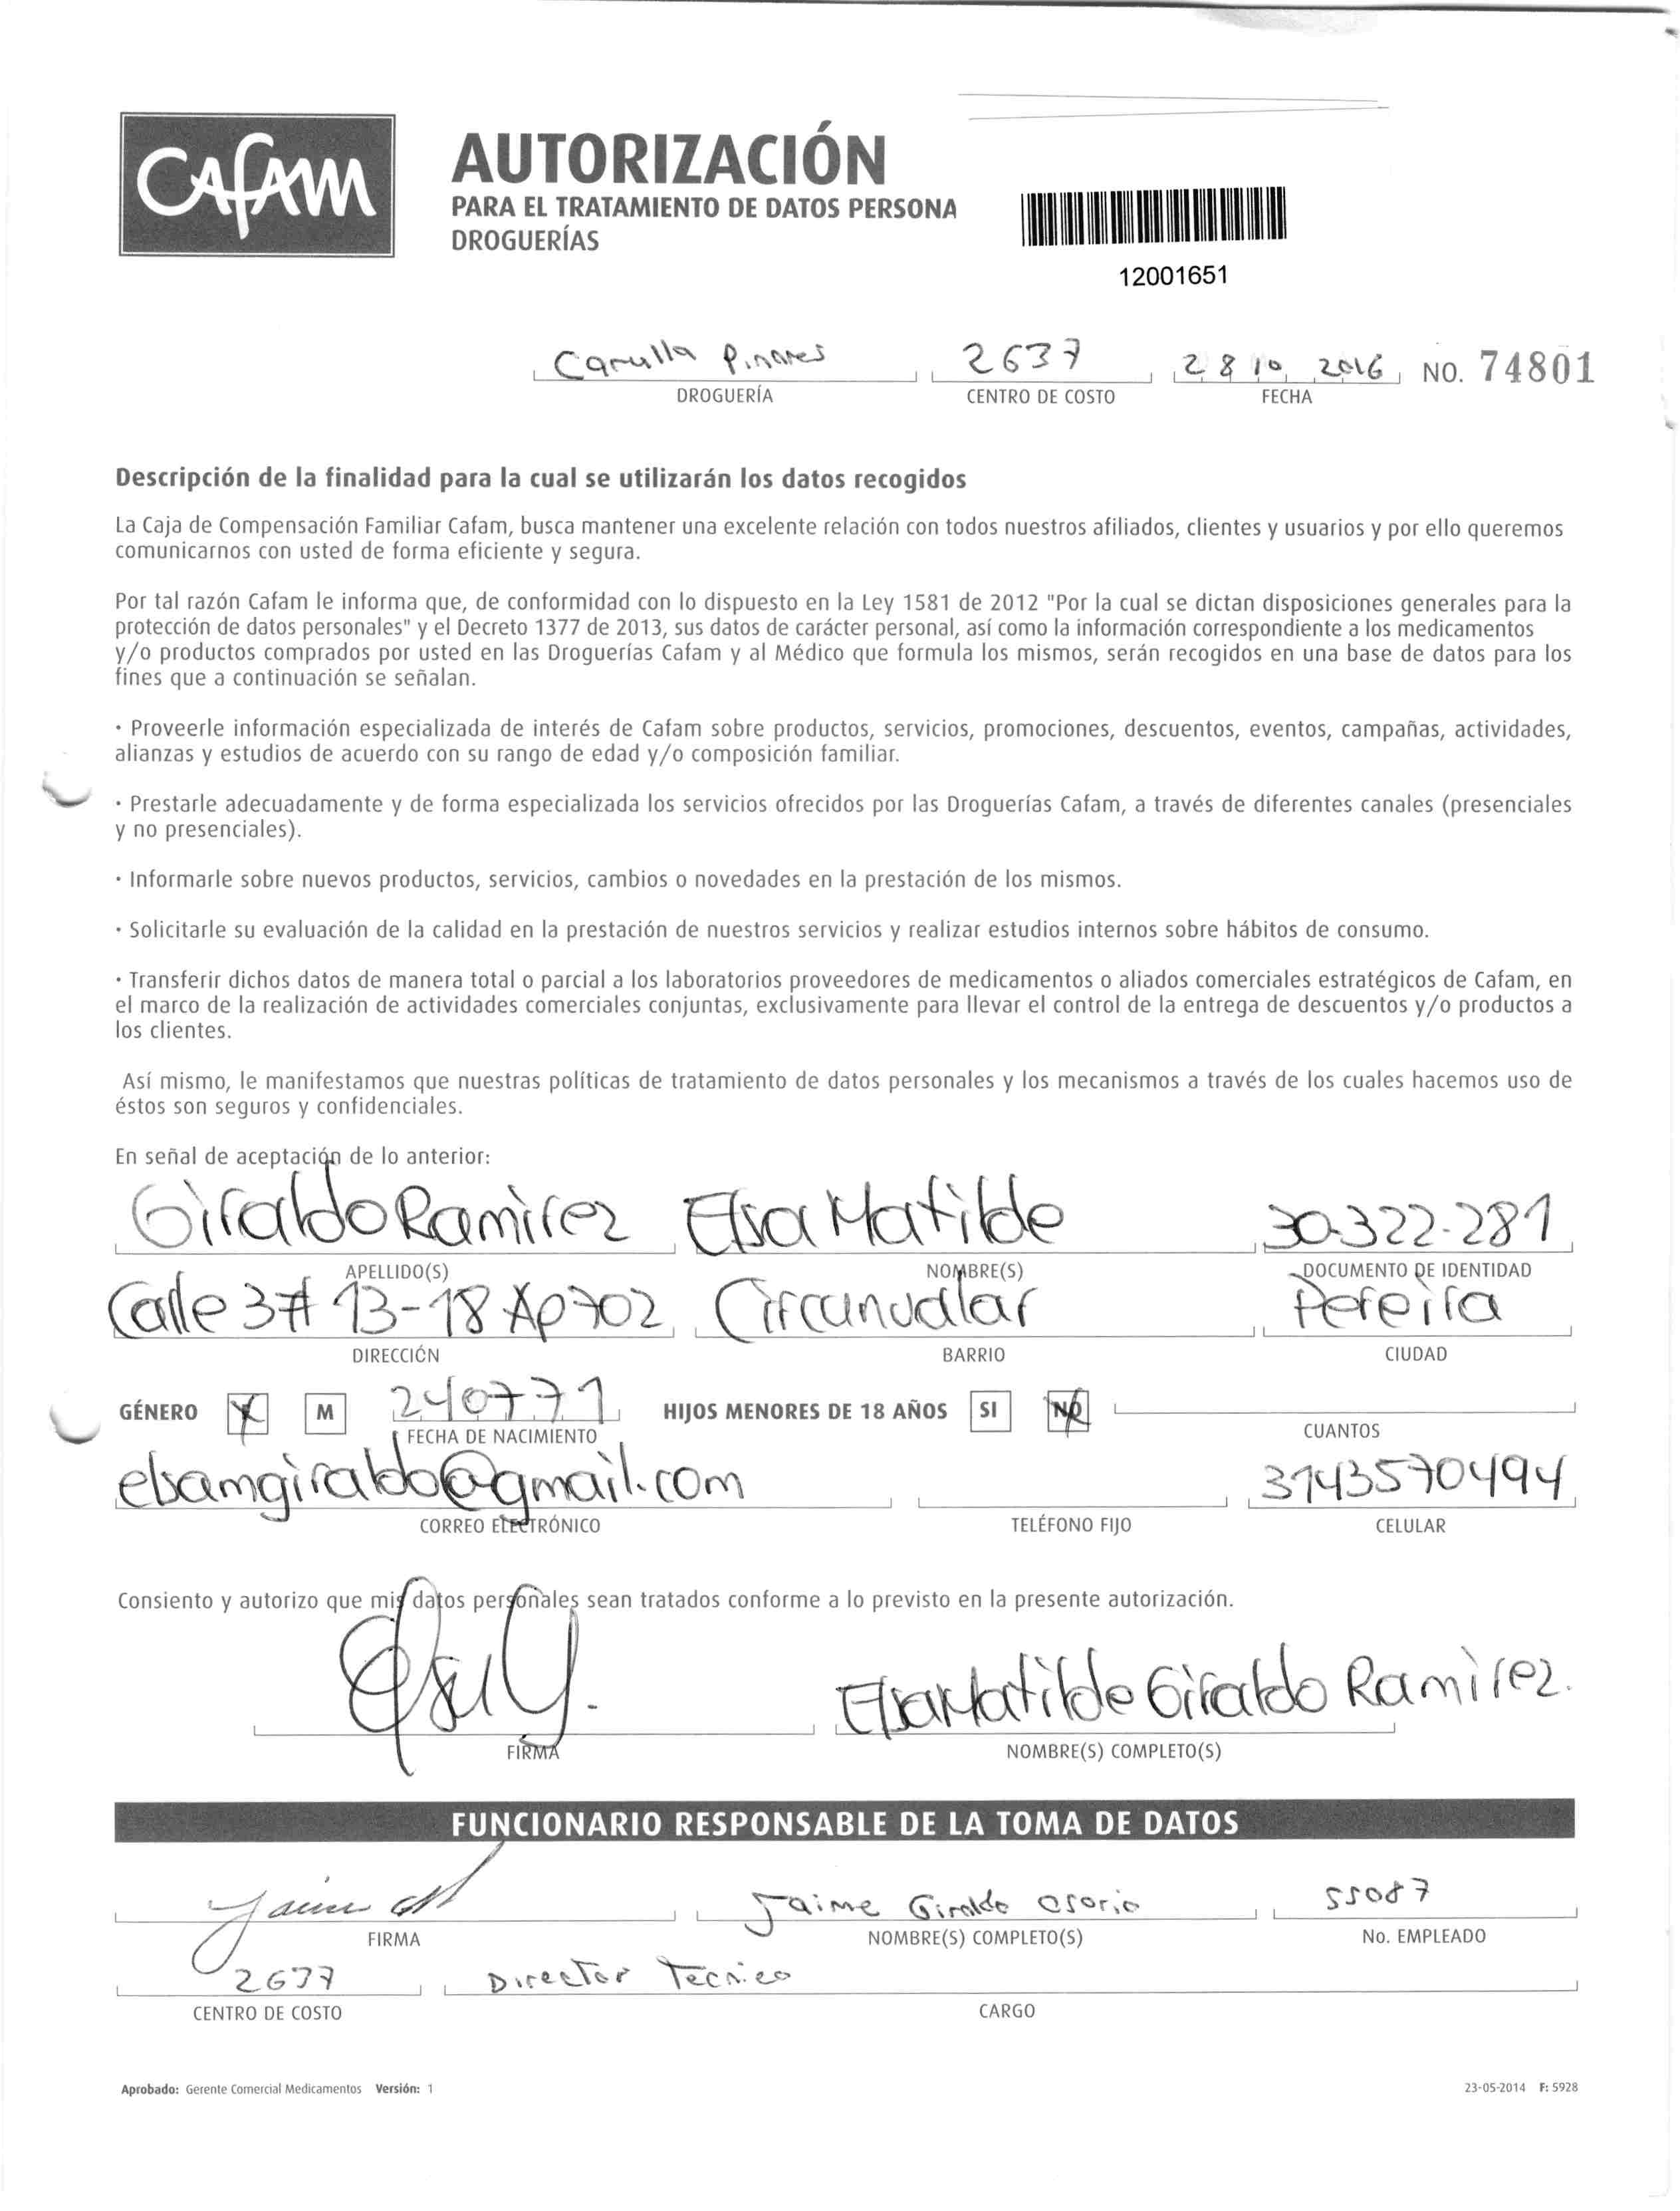 CAFAM
AUTORIZACIÓN
PARA EL TRATAMIENTO DE DATOS PERSONA
DROGUERÍAS
12001651
Carulla Pinares 2637 28 10 2016 NO. 74801
DROGUERÍA CENTRO DE COSTO FECHA
Descripción de la finalidad para la cual se utilizarán los datos recogidos
La Caja de Compensación Familiar Cafam, busca mantener una excelente relación con todos nuestros afiliados, clientes y usuarios y por ello queremos
comunicarnos con usted de forma eficiente y segura.
Por tal razón Cafam le informa que, de conformidad con lo dispuesto en la Ley 1581 de 2012 "Por la cual se dictan disposiciones generales para la
protección de datos personales" y el Decreto 1377 de 2013, sus datos de carácter personal, así como la información correspondiente a los medicamentos
y/o productos comprados por usted en las Droguerías Cafam y al Médico que formula los mismos, serán recogidos en una base de datos para los
fines que a continuación se señalan.
· Proveerle información especializada de interés de Cafam sobre productos, servicios, promociones, descuentos, eventos, campañas, actividades,
alianzas y estudios de acuerdo con su rango de edad y/o composición familiar.
· Prestarle adecuadamente y de forma especializada los servicios ofrecidos por las Droguerías Cafam, a través de diferentes canales (presenciales
y no presenciales).
· Informarle sobre nuevos productos, servicios, cambios o novedades en la prestación de los mismos.
· Solicitarle su evaluación de la calidad en la prestación de nuestros servicios y realizar estudios internos sobre hábitos de consumo.
· Transferir dichos datos de manera total o parcial a los laboratorios proveedores de medicamentos o aliados comerciales estratégicos de Cafam, en
el marco de la realización de actividades comerciales conjuntas, exclusivamente para llevar el control de la entrega de descuentos y/o productos a
los clientes.
Así mismo, le manifestamos que nuestras políticas de tratamiento de datos personales y los mecanismos a través de los cuales hacemos uso de
éstos son seguros y confidenciales.
En señal de aceptación de lo anterior:
Giraldo Ramirez Elsa Matilde 30.322.281
APELLIDO(S) NOMBRE(S) DOCUMENTO DE IDENTIDAD
Calle 3# 13-18 Ap 702 Circunvalar Pereira
DIRECCIÓN BARRIO CIUDAD
GÉNERO X M 240771 HIJOS MENORES DE 18 AÑOS SI NO
FECHA DE NACIMIENTO CUANTOS
elsamgiraldo@gmail.com 3143570494
CORREO ELECTRÓNICO TELÉFONO FIJO CELULAR
Consiento y autorizo que mis datos personales sean tratados conforme a lo previsto en la presente autorización.
Elsa Matilde Giraldo Ramirez.
FIRMA NOMBRE(S) COMPLETO(S)
FUNCIONARIO RESPONSABLE DE LA TOMA DE DATOS
Jaime Jaime Giraldo Osorio 55087
FIRMA NOMBRE(S) COMPLETO(S) No. EMPLEADO
2637 Director Tecnico
CENTRO DE COSTO CARGO
Aprobado: Gerente Comercial Medicamentos Versión: 1 23-05-2014 F: 5928